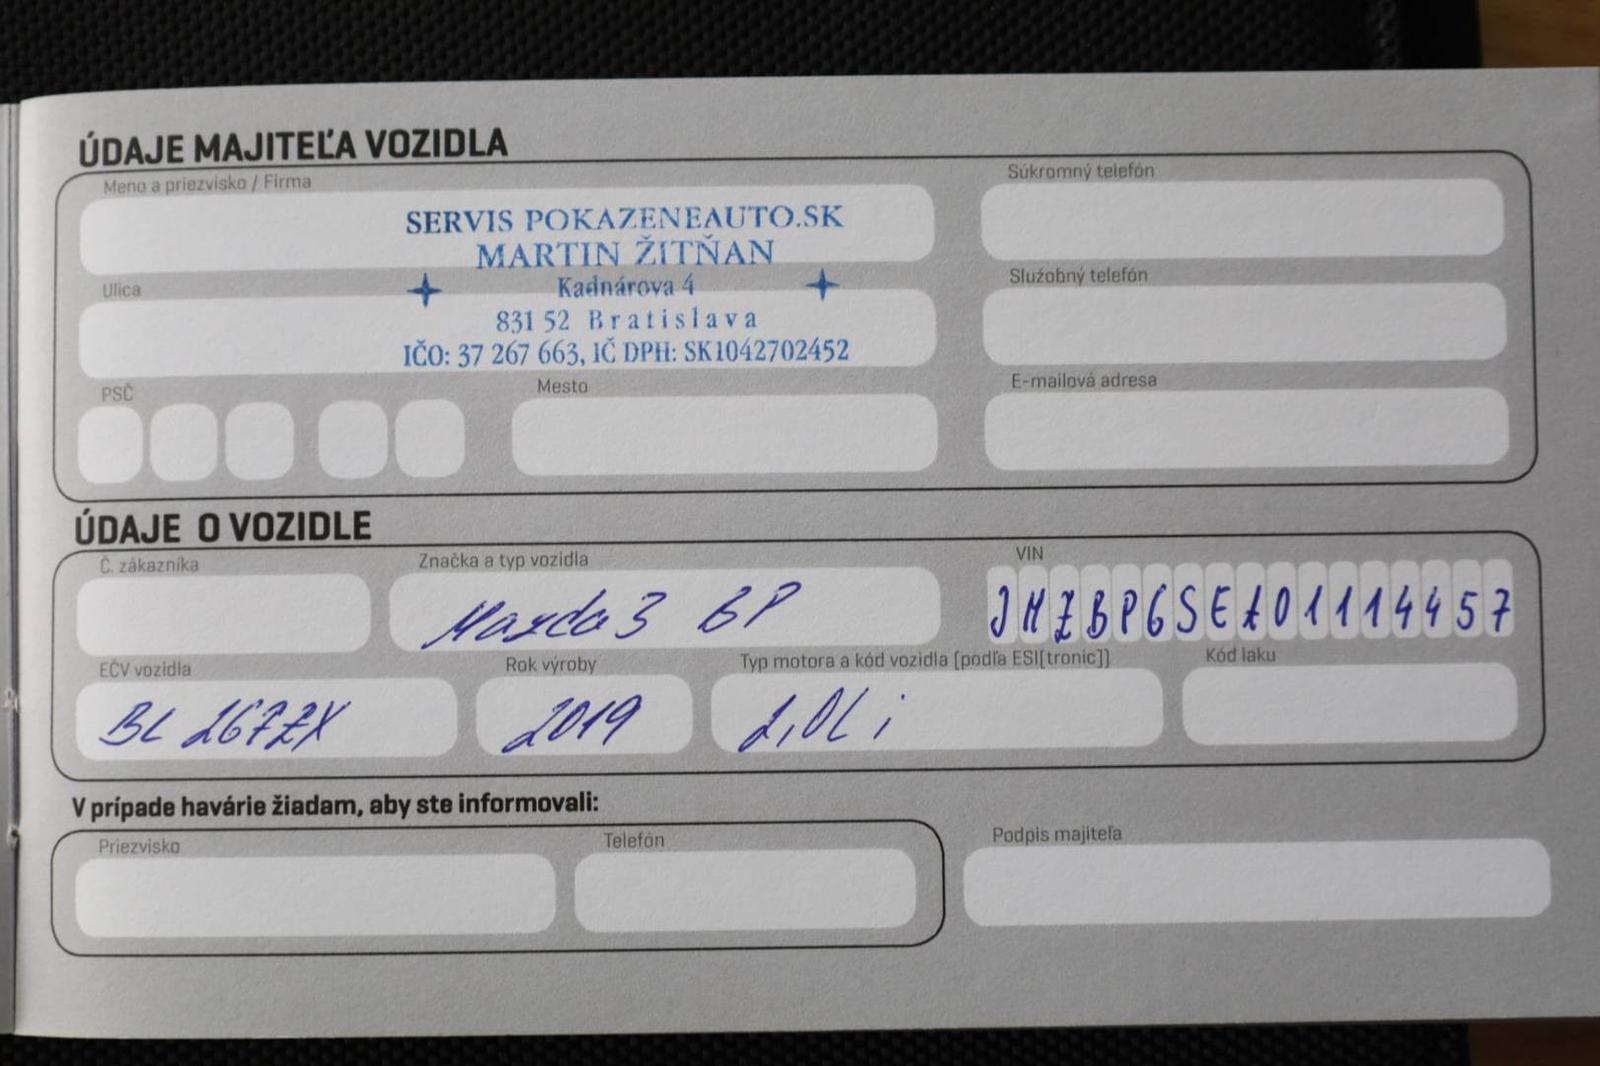 ÚDAJE MAJITEĽA VOZIDLA
Meno a priezvisko / Firma
Súkromný telefón
SERVIS POKAZENEAUTO.SK
MARTIN ŽITŇAN
Ulica
Kadnárova 4
Služobný telefón
831 52 Bratislava
IČO: 37 267 663, IČ DPH: SK1042702452
PSČ
Mesto
E-mailová adresa
ÚDAJE O VOZIDLE
Č. zákazníka
Značka a typ vozidla
VIN
Mazda 3 BP
EČV vozidla
Rok výroby
Typ motora a kód vozidla (podľa ESI[tronic])
Kód laku
2019
2,0L i
V prípade havárie žiadam, aby ste informovali:
Priezvisko
Telefón
Podpis majiteľa